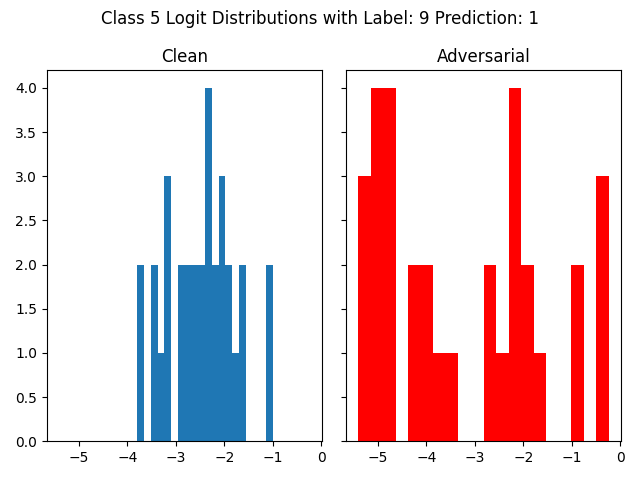 Class 5 Logit Distributions with Label: 9 Prediction: 1
Clean
Adversarial
4.0
3.5
3.0
2.5
2.0
1.5
1.0
0.5
0.0
−5 −4 −3 −2 −1 0
−5 −4 −3 −2 −1 0